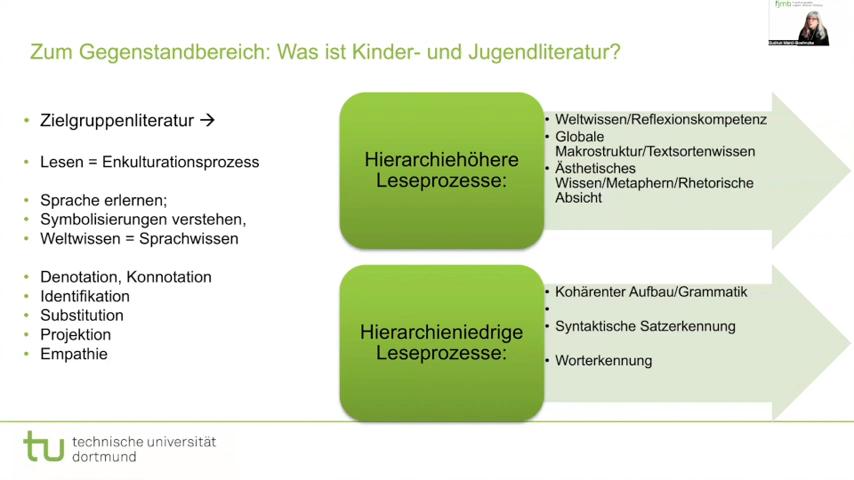 Zum Gegenstandbereich: Was ist Kinder- und Jugendliteratur?
• Zielgruppenliteratur →
• Lesen = Enkulturationsprozess
• Sprache erlernen;
• Symbolisierungen verstehen,
• Weltwissen = Sprachwissen
• Denotation, Konnotation
• Identifikation
• Substitution
• Projektion
• Empathie
Hierarchiehöhere
Leseprozesse:
• Weltwissen/Reflexionskompetenz
• Globale
Makrostruktur/Textsortenwissen
• Ästhetisches
Wissen/Metaphern/Rhetorische
Absicht
Hierarchieniedrige
Leseprozesse:
• Kohärenter Aufbau/Grammatik
•
• Syntaktische Satzerkennung
• Worterkennung
tu technische universität
dortmund
fjmb